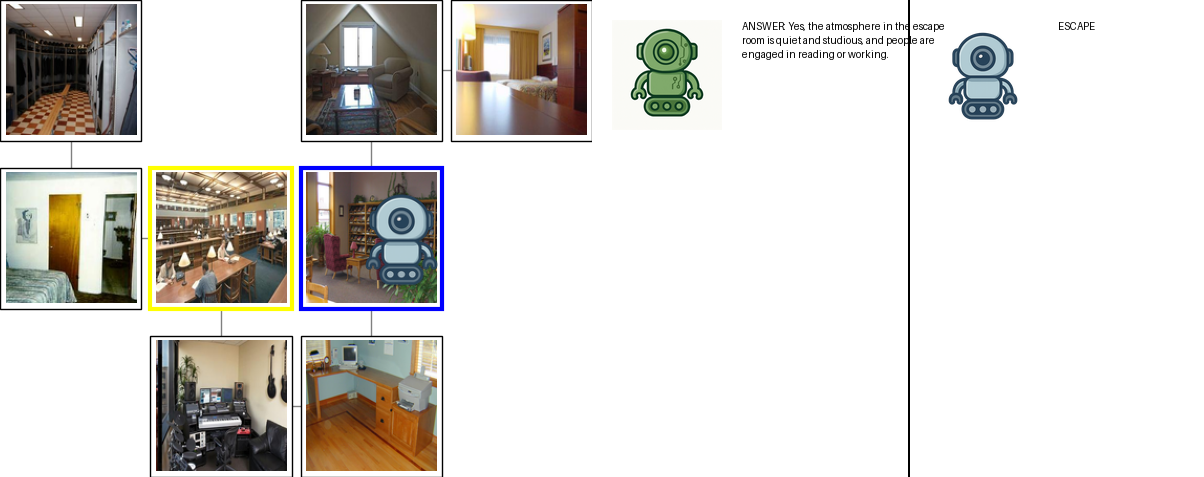 ANSWER: Yes, the atmosphere in the escape
room is quiet and studious, and people are
engaged in reading or working.
ESCAPE